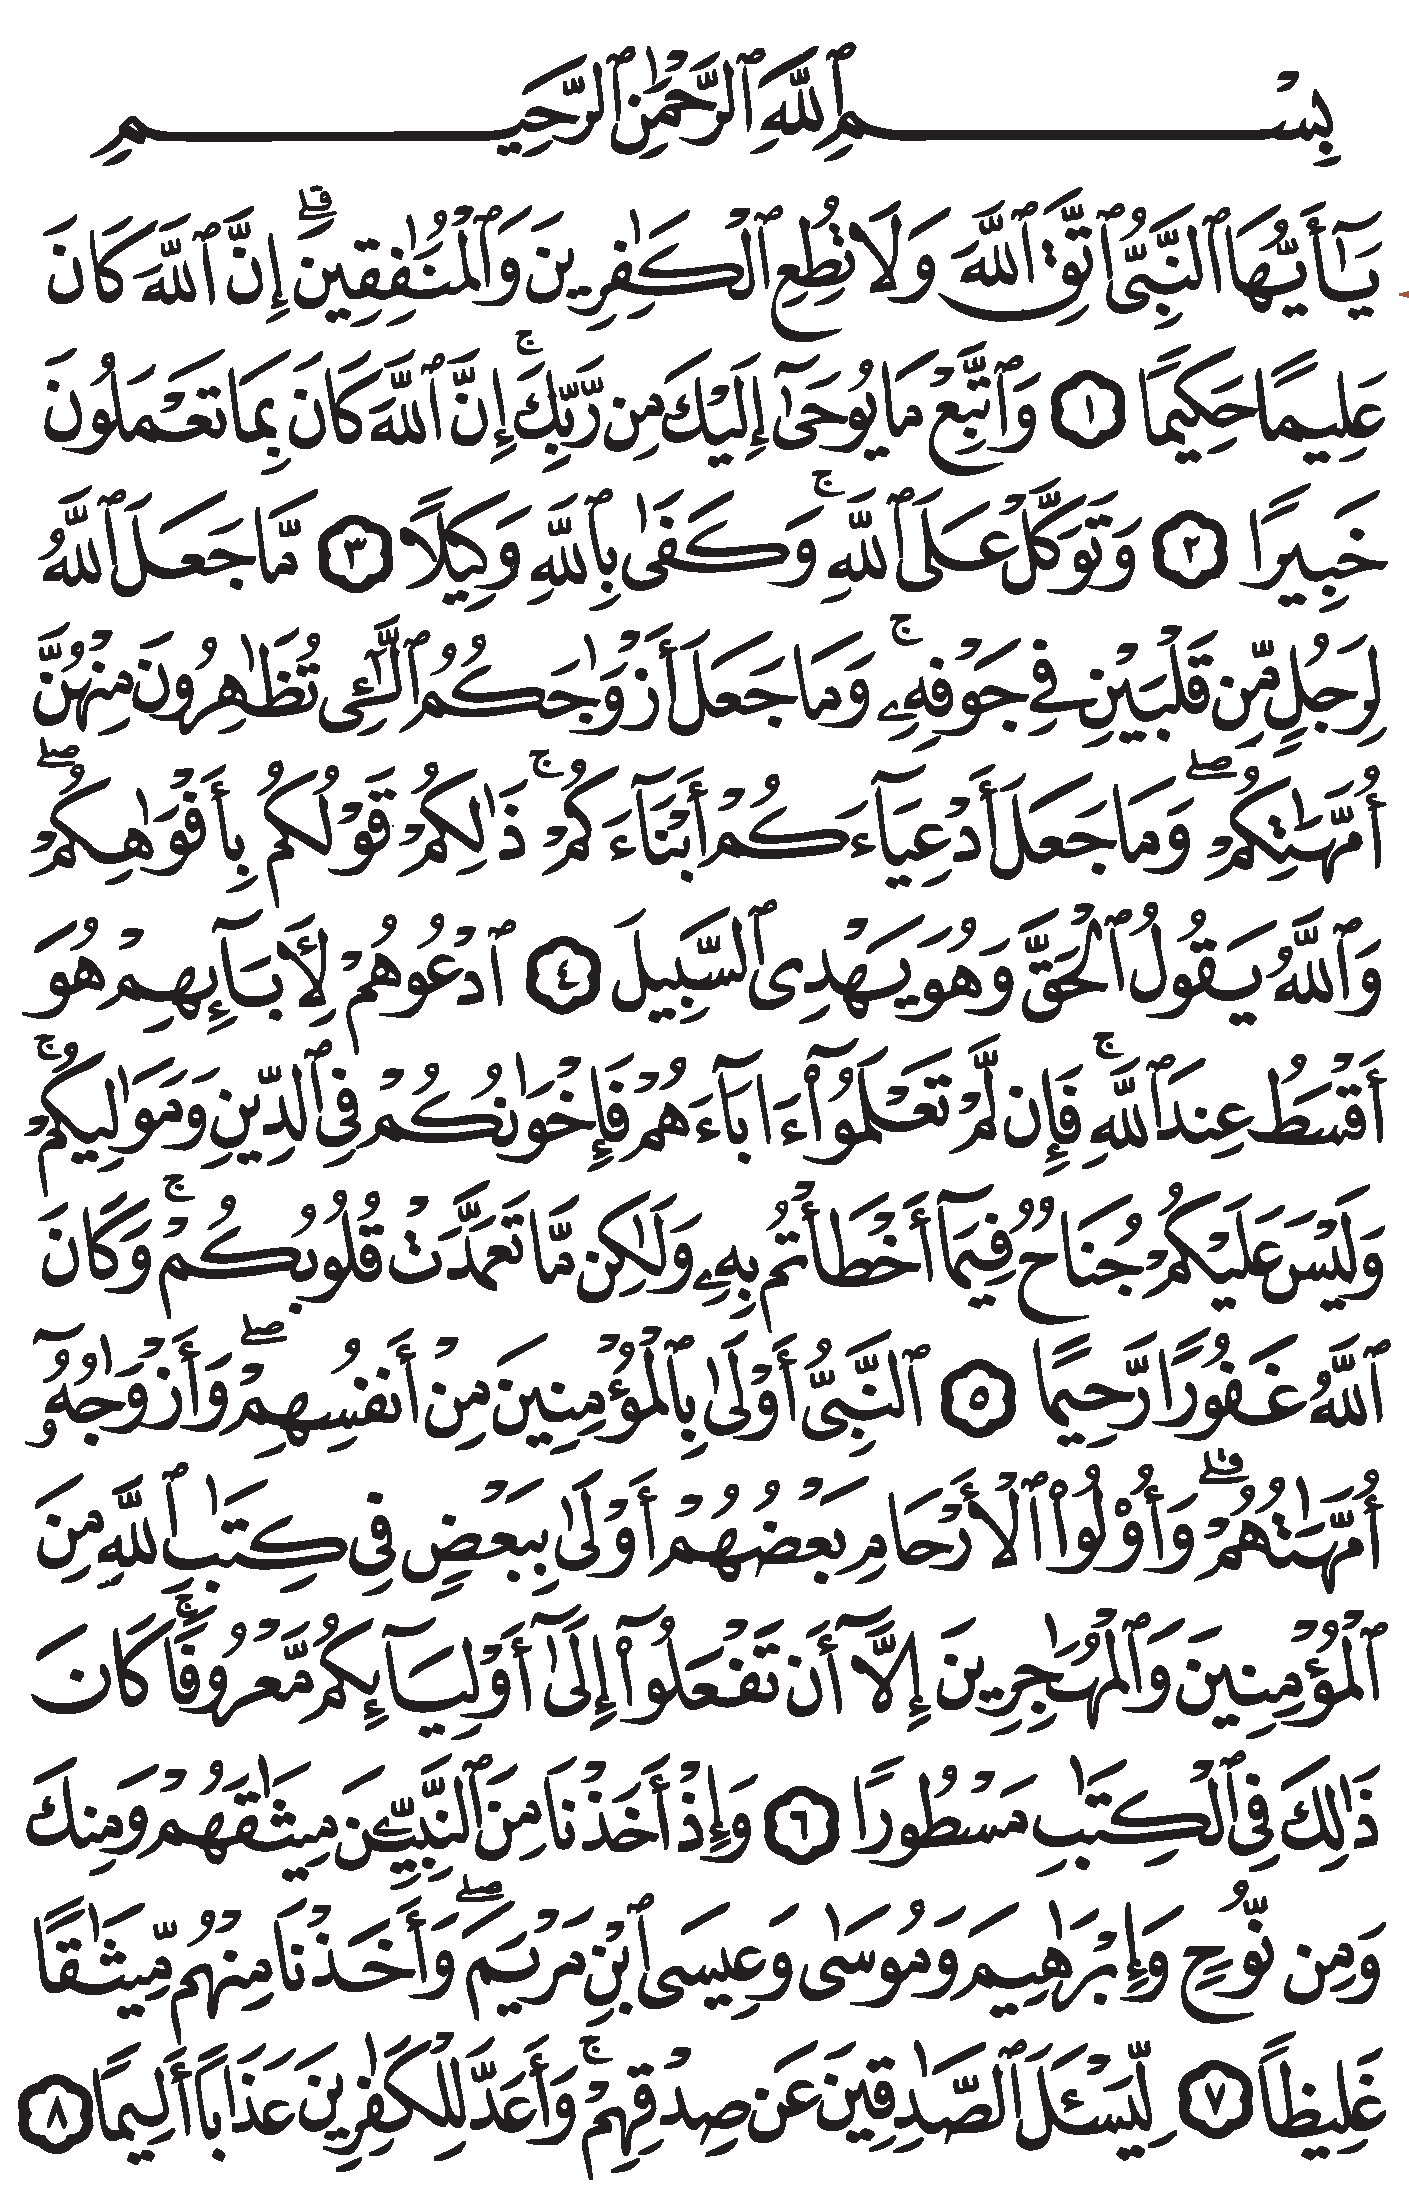 بِسْمِ ٱللَّهِ ٱلرَّحْمَٰنِ ٱلرَّحِيمِ
يَٰٓأَيُّهَا ٱلنَّبِىُّ ٱتَّقِ ٱللَّهَ وَلَا تُطِعِ ٱلْكَٰفِرِينَ وَٱلْمُنَٰفِقِينَ ۗ إِنَّ ٱللَّهَ كَانَ
عَلِيمًا حَكِيمًا ١ وَٱتَّبِعْ مَا يُوحَىٰٓ إِلَيْكَ مِن رَّبِّكَ ۚ إِنَّ ٱللَّهَ كَانَ بِمَا تَعْمَلُونَ
خَبِيرًا ٢ وَتَوَكَّلْ عَلَى ٱللَّهِ ۚ وَكَفَىٰ بِٱللَّهِ وَكِيلًا ٣ مَّا جَعَلَ ٱللَّهُ
لِرَجُلٍ مِّن قَلْبَيْنِ فِى جَوْفِهِۦ ۚ وَمَا جَعَلَ أَزْوَٰجَكُمُ ٱلَّٰٓـِٔى تُظَٰهِرُونَ مِنْهُنَّ
أُمَّهَٰتِكُمْ ۖ وَمَا جَعَلَ أَدْعِيَآءَكُمْ أَبْنَآءَكُمْ ۚ ذَٰلِكُمْ قَوْلُكُم بِأَفْوَٰهِكُمْ ۖ
وَٱللَّهُ يَقُولُ ٱلْحَقَّ وَهُوَ يَهْدِى ٱلسَّبِيلَ ٤ ٱدْعُوهُمْ لِأَبَآئِهِمْ هُوَ
أَقْسَطُ عِندَ ٱللَّهِ ۚ فَإِن لَّمْ تَعْلَمُوٓا۟ ءَابَآءَهُمْ فَإِخْوَٰنُكُمْ فِى ٱلدِّينِ وَمَوَٰلِيكُمْ ۚ
وَلَيْسَ عَلَيْكُمْ جُنَاحٌ فِيمَآ أَخْطَأْتُم بِهِۦ وَلَٰكِن مَّا تَعَمَّدَتْ قُلُوبُكُمْ ۚ وَكَانَ
ٱللَّهُ غَفُورًا رَّحِيمًا ٥ ٱلنَّبِىُّ أَوْلَىٰ بِٱلْمُؤْمِنِينَ مِنْ أَنفُسِهِمْ ۖ وَأَزْوَٰجُهُۥٓ
أُمَّهَٰتُهُمْ ۗ وَأُو۟لُوا۟ ٱلْأَرْحَامِ بَعْضُهُمْ أَوْلَىٰ بِبَعْضٍ فِى كِتَٰبِ ٱللَّهِ مِنَ
ٱلْمُؤْمِنِينَ وَٱلْمُهَٰجِرِينَ إِلَّآ أَن تَفْعَلُوٓا۟ إِلَىٰٓ أَوْلِيَآئِكُم مَّعْرُوفًا ۚ كَانَ
ذَٰلِكَ فِى ٱلْكِتَٰبِ مَسْطُورًا ٦ وَإِذْ أَخَذْنَا مِنَ ٱلنَّبِيِّـۧنَ مِيثَٰقَهُمْ وَمِنكَ
وَمِن نُّوحٍ وَإِبْرَٰهِيمَ وَمُوسَىٰ وَعِيسَى ٱبْنِ مَرْيَمَ ۖ وَأَخَذْنَا مِنْهُم مِّيثَٰقًا
غَلِيظًا ٧ لِّيَسْـَٔلَ ٱلصَّٰدِقِينَ عَن صِدْقِهِمْ ۚ وَأَعَدَّ لِلْكَٰفِرِينَ عَذَابًا أَلِيمًا ٨